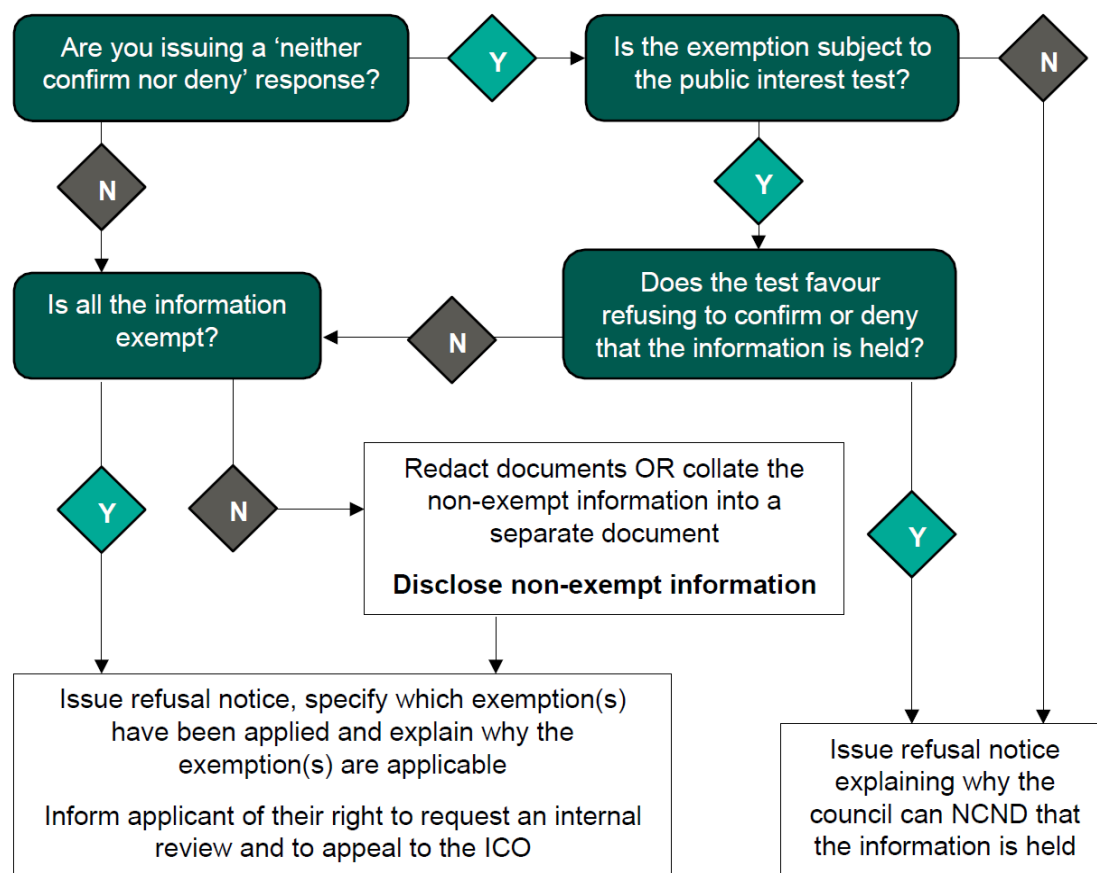 Are you issuing a ‘neither
confirm nor deny’ response?
Y
Is the exemption subject to
the public interest test?
N
N
Y
Is all the information
exempt?
N
Does the test favour
refusing to confirm or deny
that the information is held?
Y
N
Redact documents OR collate the
non-exempt information into a
separate document
Disclose non-exempt information
Y
Issue refusal notice, specify which exemption(s)
have been applied and explain why the
exemption(s) are applicable
Inform applicant of their right to request an internal
review and to appeal to the ICO
Issue refusal notice
explaining why the
council can NCND that
the information is held